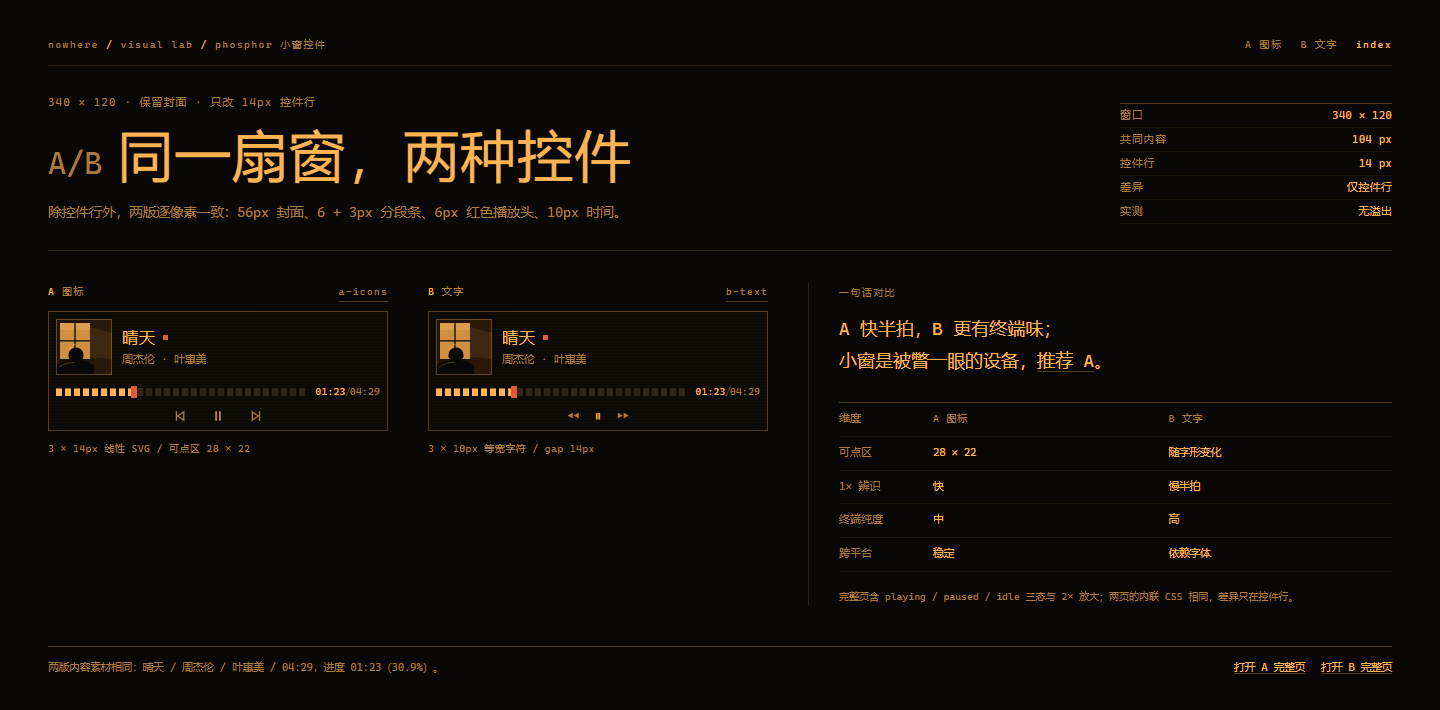 nowhere / visual lab / phosphor 小窗控件
A 图标 B 文字 index
340 × 120 · 保留封面 · 只改 14px 控件行
A/B 同一扇窗，两种控件
除控件行外，两版逐像素一致：56px 封面、6 + 3px 分段条、6px 红色播放头、10px 时间。
窗口 340 × 120
共同内容 104 px
控件行 14 px
差异 仅控件行
实测 无溢出
A 图标 a-icons
晴天
周杰伦 · 叶惠美
01:23/04:29
3 × 14px 线性 SVG / 可点区 28 × 22
B 文字 b-text
晴天
周杰伦 · 叶惠美
01:23/04:29
3 × 10px 等宽字符 / gap 14px
一句话对比
A 快半拍，B 更有终端味；
小窗是被瞥一眼的设备，推荐 A。
维度 A 图标 B 文字
可点区 28 × 22 随字形变化
1× 辨识 快 慢半拍
终端纯度 中 高
跨平台 稳定 依赖字体
完整页含 playing / paused / idle 三态与 2× 放大；两页的内联 CSS 相同，差异只在控件行。
两版内容素材相同：晴天 / 周杰伦 / 叶惠美 / 04:29，进度 01:23（30.9%）。
打开 A 完整页 打开 B 完整页